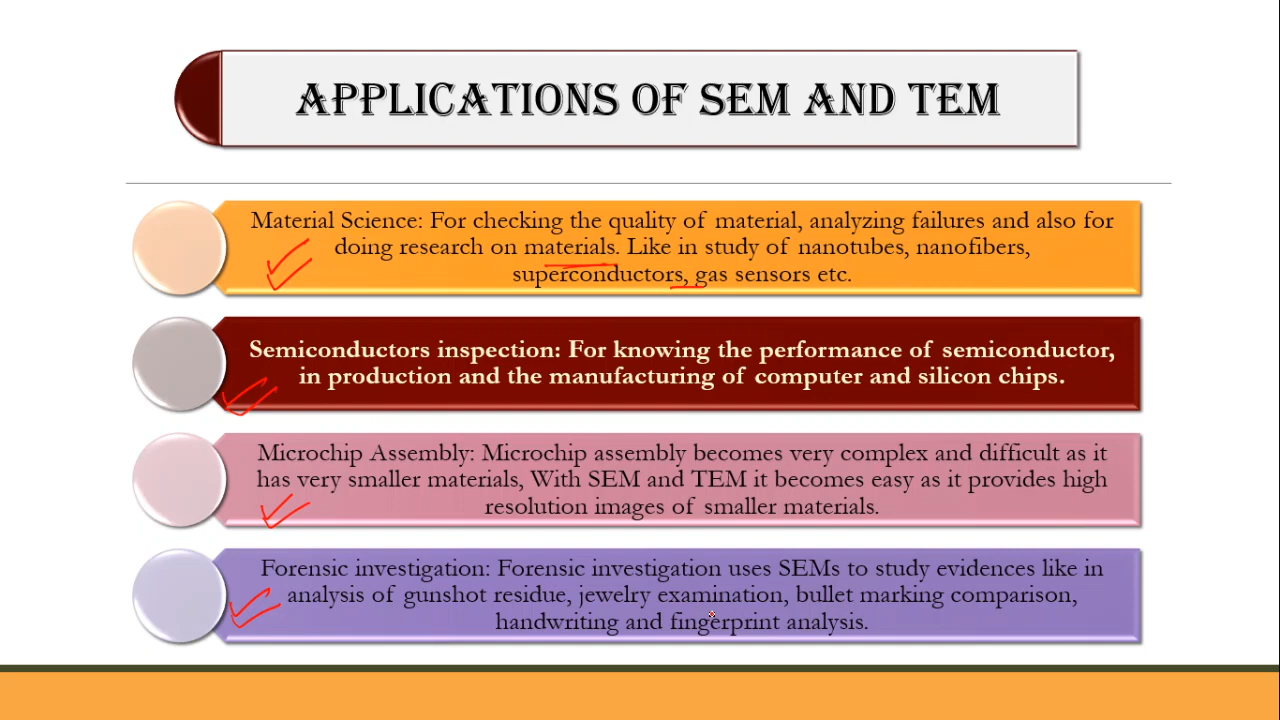 APPLICATIONS OF SEM AND TEM
Material Science: For checking the quality of material, analyzing failures and also for
doing research on materials. Like in study of nanotubes, nanofibers,
superconductors, gas sensors etc.
Semiconductors inspection: For knowing the performance of semiconductor,
in production and the manufacturing of computer and silicon chips.
Microchip Assembly: Microchip assembly becomes very complex and difficult as it
has very smaller materials, With SEM and TEM it becomes easy as it provides high
resolution images of smaller materials.
Forensic investigation: Forensic investigation uses SEMs to study evidences like in
analysis of gunshot residue, jewelry examination, bullet marking comparison,
handwriting and fingerprint analysis.